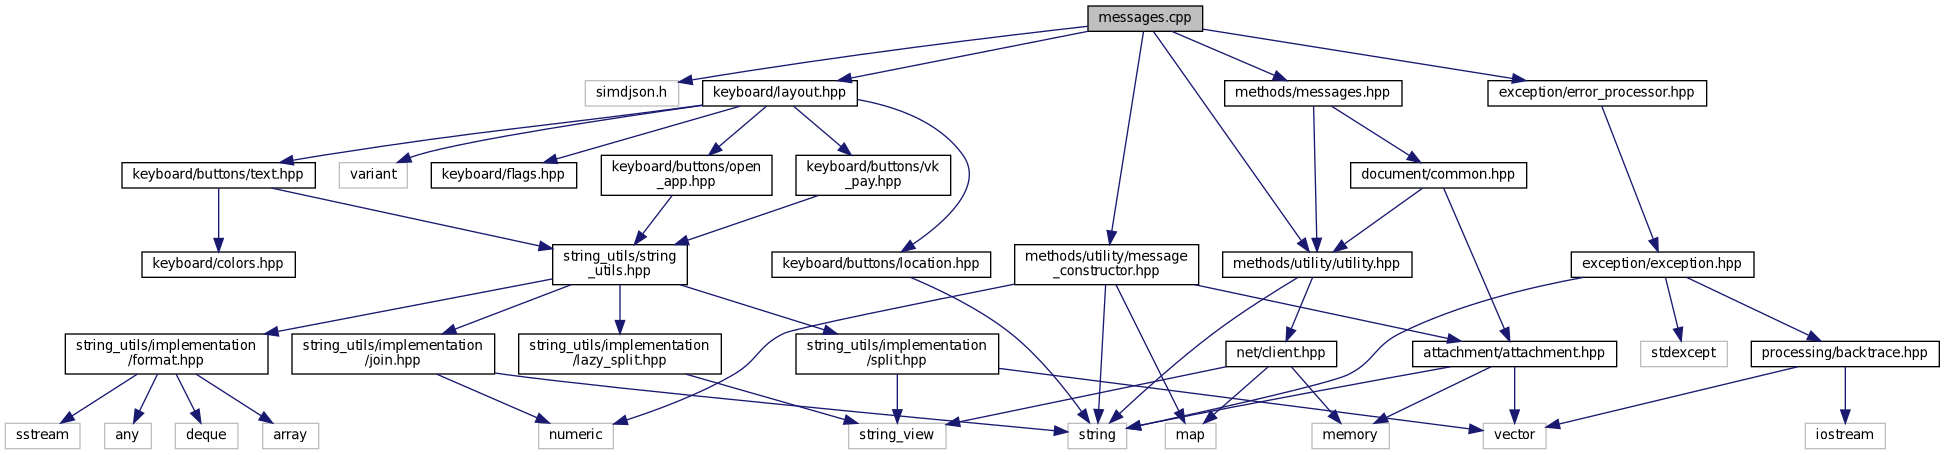 messages.cpp
simdjson.h
keyboard/layout.hpp
methods/messages.hpp
exception/error_processor.hpp
keyboard/buttons/text.hpp
variant
keyboard/flags.hpp
keyboard/buttons/open
_app.hpp
keyboard/buttons/vk
_pay.hpp
document/common.hpp
keyboard/colors.hpp
string_utils/string
_utils.hpp
keyboard/buttons/location.hpp
methods/utility/message
_constructor.hpp
methods/utility/utility.hpp
exception/exception.hpp
string_utils/implementation
/format.hpp
string_utils/implementation
/join.hpp
string_utils/implementation
/lazy_split.hpp
string_utils/implementation
/split.hpp
net/client.hpp
attachment/attachment.hpp
stdexcept
processing/backtrace.hpp
sstream
any
deque
array
numeric
string_view
string
map
memory
vector
iostream